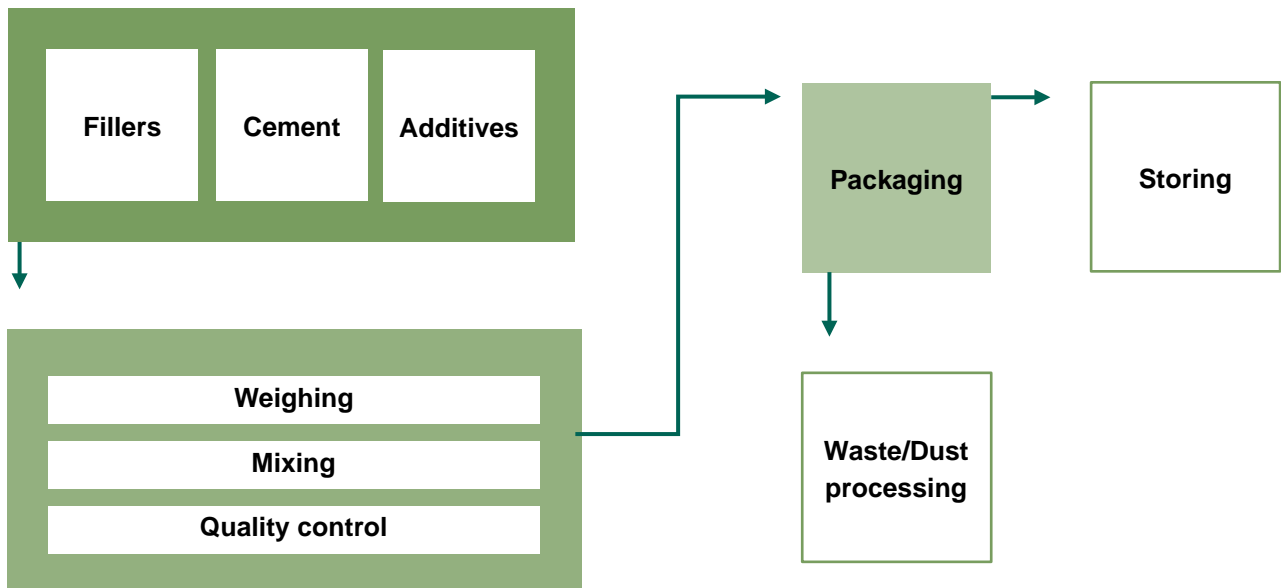 Fillers
Cement
Additives
Packaging
Storing
Weighing
Mixing
Quality control
Waste/Dust
processing